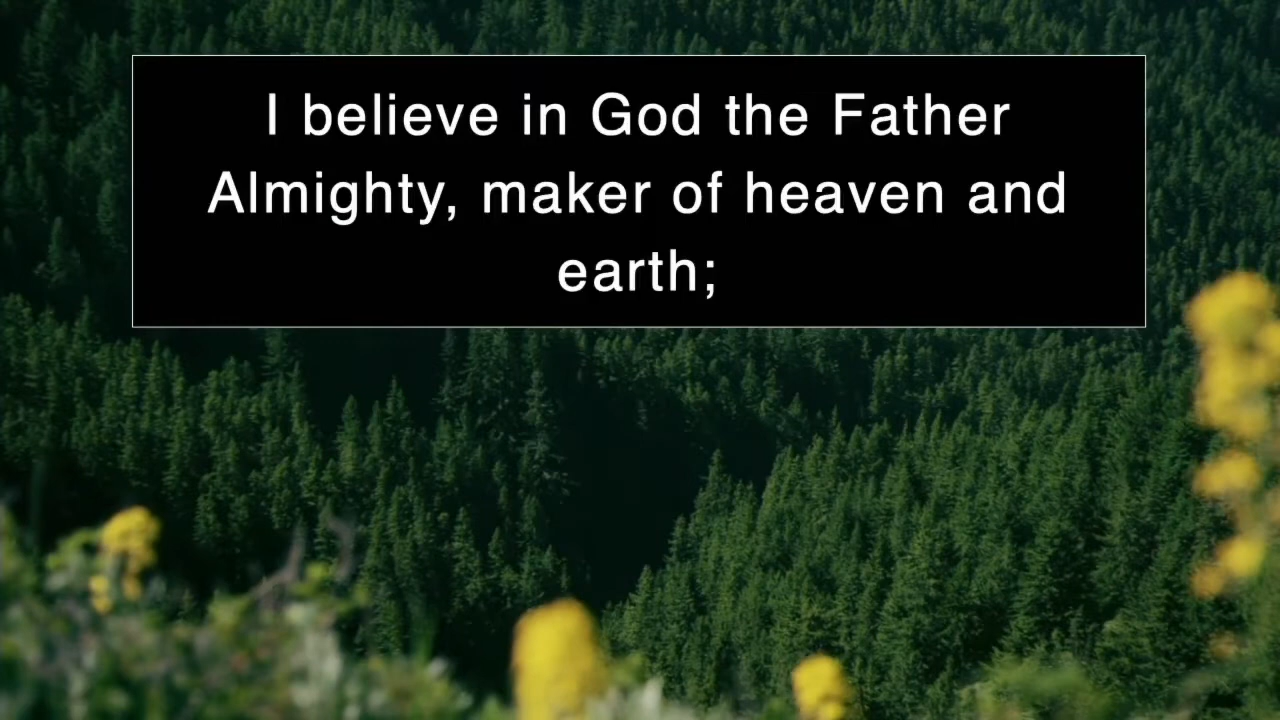 I believe in God the Father
Almighty, maker of heaven and
earth;